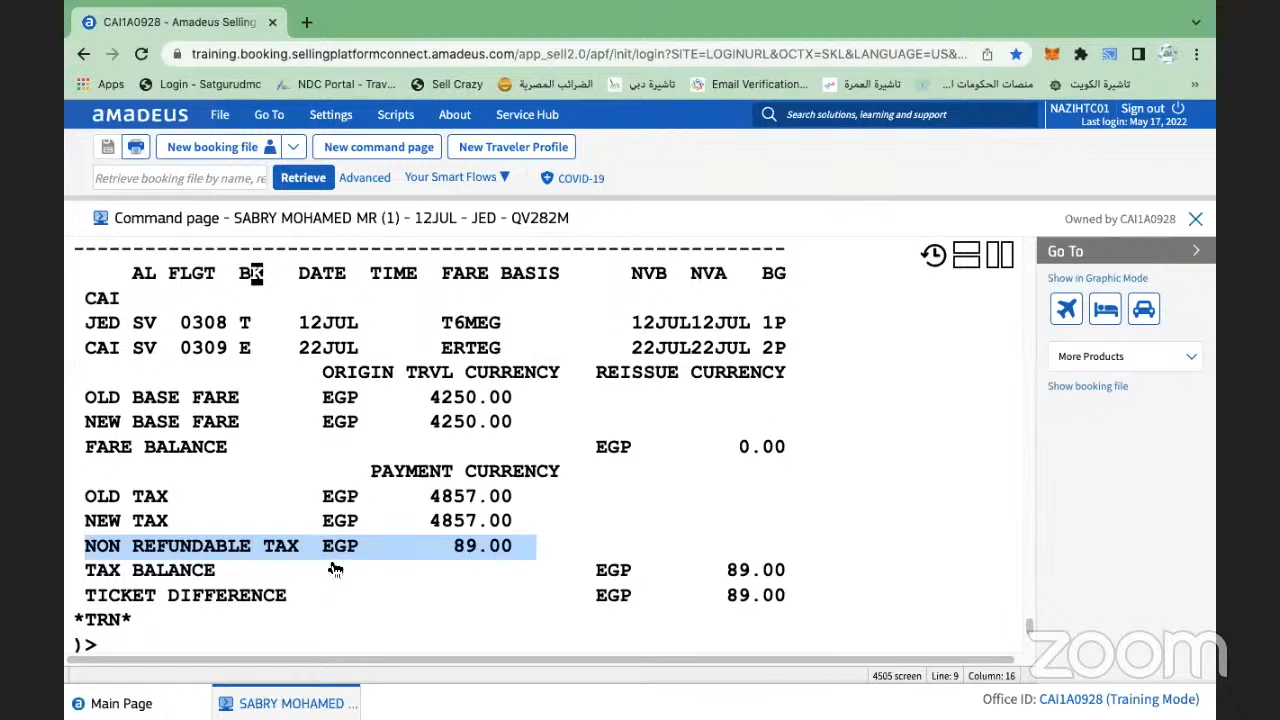 CAI1A0928 - Amadeus Selling
training.booking.sellingplatformconnect.amadeus.com/app_sell2.0/apf/init/login?SITE=LOGINURL&OCTX=SKL&LANGUAGE=US&...
Apps Login - Satgurudmc NDC Portal - Trav... Sell Crazy الضرائب المصرية تاشيرة دبي Email Verification... تاشيرة العمرة منصات الحكومات ا... تاشيرة الكويت »
amadeus File Go To Settings Scripts About Service Hub Search solutions, learning and support NAZIHTC01 Sign out
Last login: May 17, 2022
New booking file New command page New Traveler Profile
Retrieve booking file by name, re Retrieve Advanced Your Smart Flows ▼ COVID-19
Command page - SABRY MOHAMED MR (1) - 12JUL - JED - QV282M Owned by CAI1A0928
Go To
Show in Graphic Mode
More Products
Show booking file
--------------------------------------------------------------
AL FLGT BK DATE TIME FARE BASIS NVB NVA BG
CAI
JED SV 0308 T 12JUL T6MEG 12JUL12JUL 1P
CAI SV 0309 E 22JUL ERTEG 22JUL22JUL 2P
ORIGIN TRVL CURRENCY REISSUE CURRENCY
OLD BASE FARE EGP 4250.00
NEW BASE FARE EGP 4250.00
FARE BALANCE EGP 0.00
PAYMENT CURRENCY
OLD TAX EGP 4857.00
NEW TAX EGP 4857.00
NON REFUNDABLE TAX EGP 89.00
TAX BALANCE EGP 89.00
TICKET DIFFERENCE EGP 89.00
*TRN*
)>
zoom
4505 screen Line: 9 Column: 16
Main Page SABRY MOHAMED ... Office ID: CAI1A0928 (Training Mode)